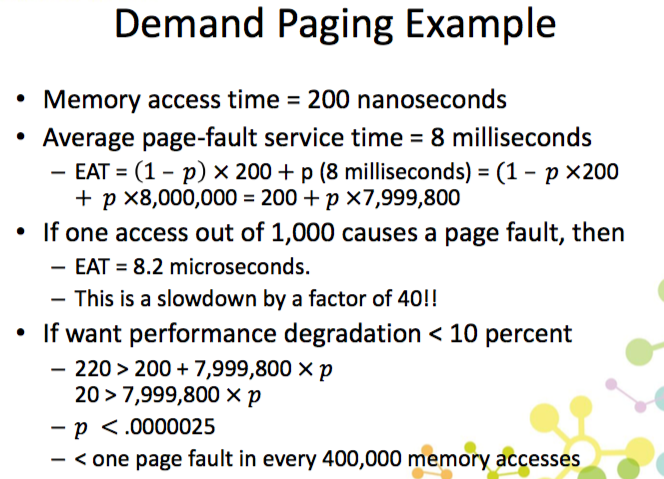 Demand Paging Example
• Memory access time = 200 nanoseconds
• Average page-fault service time = 8 milliseconds
– EAT = (1 – p) × 200 + p (8 milliseconds) = (1 – p ×200
+ p ×8,000,000 = 200 + p ×7,999,800
• If one access out of 1,000 causes a page fault, then
– EAT = 8.2 microseconds.
– This is a slowdown by a factor of 40!!
• If want performance degradation < 10 percent
– 220 > 200 + 7,999,800 × p
20 > 7,999,800 × p
– p < .0000025
– < one page fault in every 400,000 memory accesses